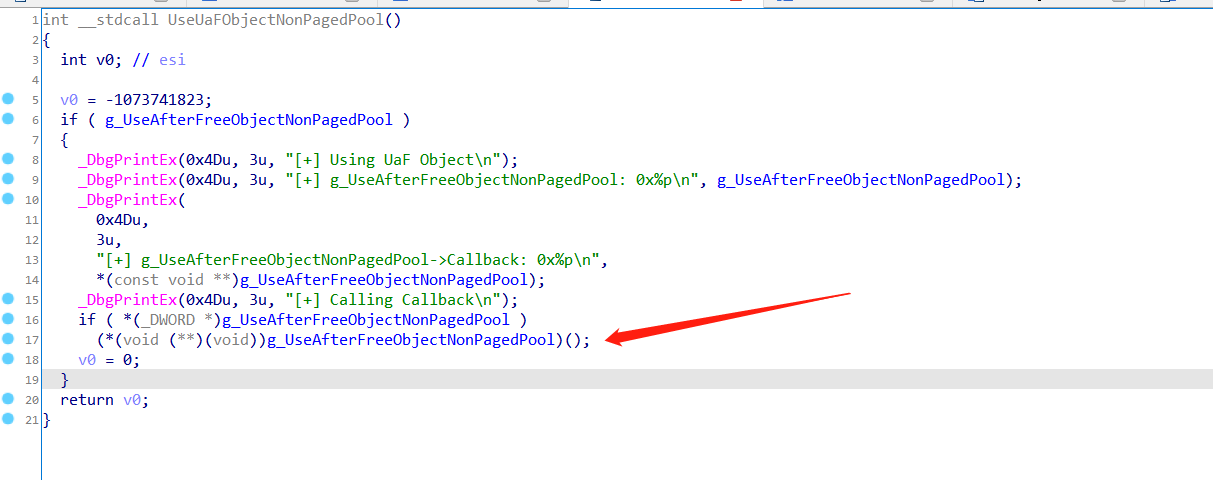 1 int __stdcall UseUaFObjectNonPagedPool()
2 {
3 int v0; // esi
4
5 v0 = -1073741823;
6 if ( g_UseAfterFreeObjectNonPagedPool )
7 {
8 _DbgPrintEx(0x4Du, 3u, "[+] Using UaF Object\n");
9 _DbgPrintEx(0x4Du, 3u, "[+] g_UseAfterFreeObjectNonPagedPool: 0x%p\n", g_UseAfterFreeObjectNonPagedPool);
10 _DbgPrintEx(
11 0x4Du,
12 3u,
13 "[+] g_UseAfterFreeObjectNonPagedPool->Callback: 0x%p\n",
14 *(const void **)g_UseAfterFreeObjectNonPagedPool);
15 _DbgPrintEx(0x4Du, 3u, "[+] Calling Callback\n");
16 if ( *(_DWORD *)g_UseAfterFreeObjectNonPagedPool )
17 (*(void (**)(void))g_UseAfterFreeObjectNonPagedPool)();
18 v0 = 0;
19 }
20 return v0;
21 }